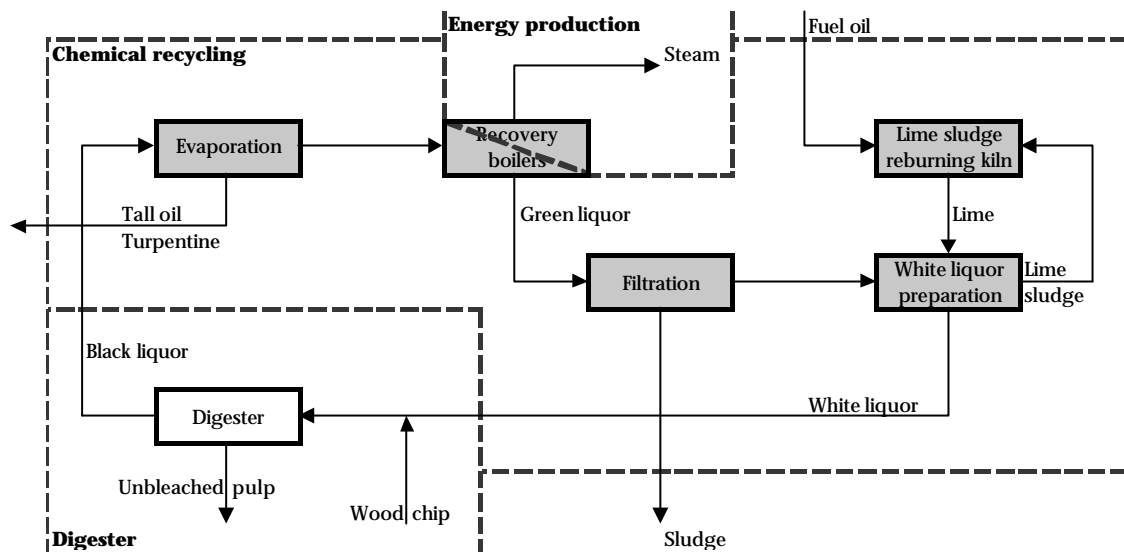 Energy production
Fuel oil
Chemical recycling
Steam
Evaporation
Recovery
boilers
Lime sludge
reburning kiln
Tall oil
Turpentine
Green liquor
Lime
Filtration
White liquor
preparation
Lime
sludge
Black liquor
Digester
White liquor
Unbleached pulp
Wood chip
Digester
Sludge